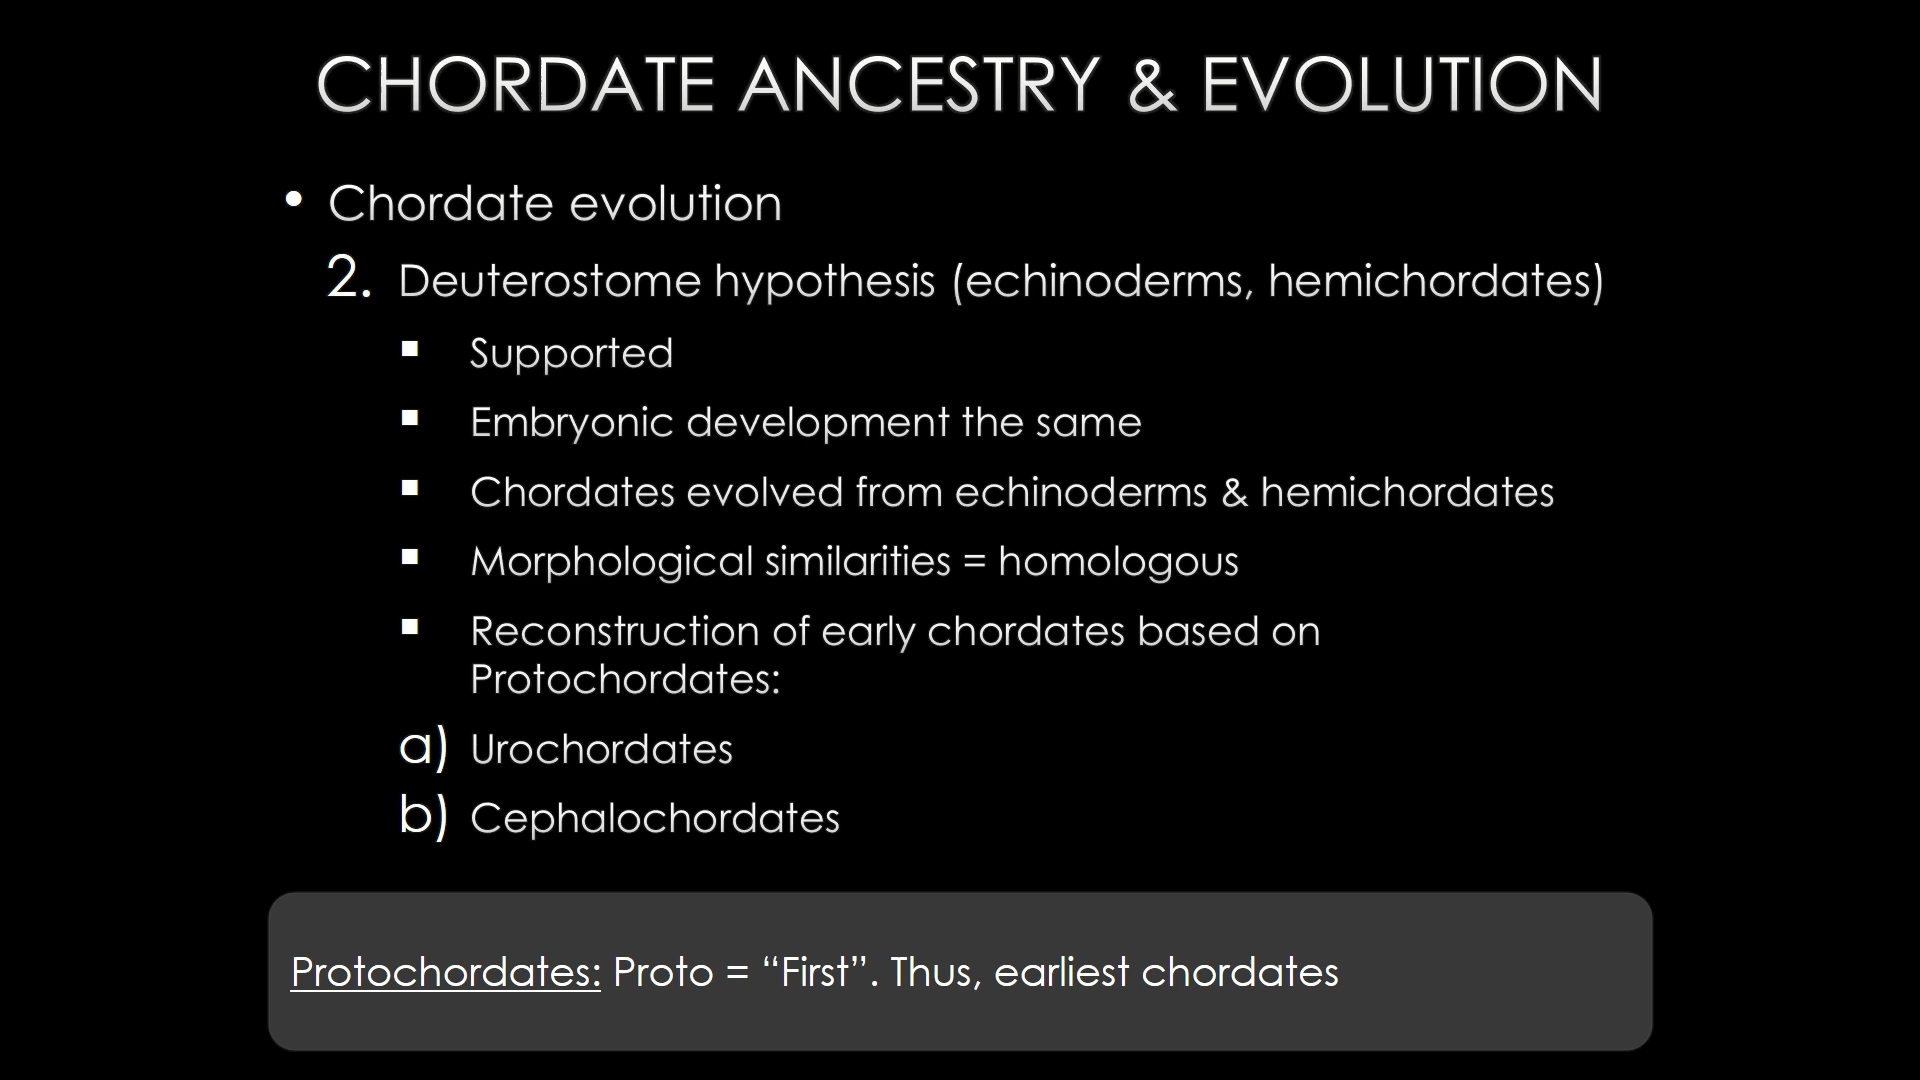 CHORDATE ANCESTRY & EVOLUTION
• Chordate evolution
2. Deuterostome hypothesis (echinoderms, hemichordates)
▪ Supported
▪ Embryonic development the same
▪ Chordates evolved from echinoderms & hemichordates
▪ Morphological similarities = homologous
▪ Reconstruction of early chordates based on
Protochordates:
a) Urochordates
b) Cephalochordates
Protochordates: Proto = “First”. Thus, earliest chordates